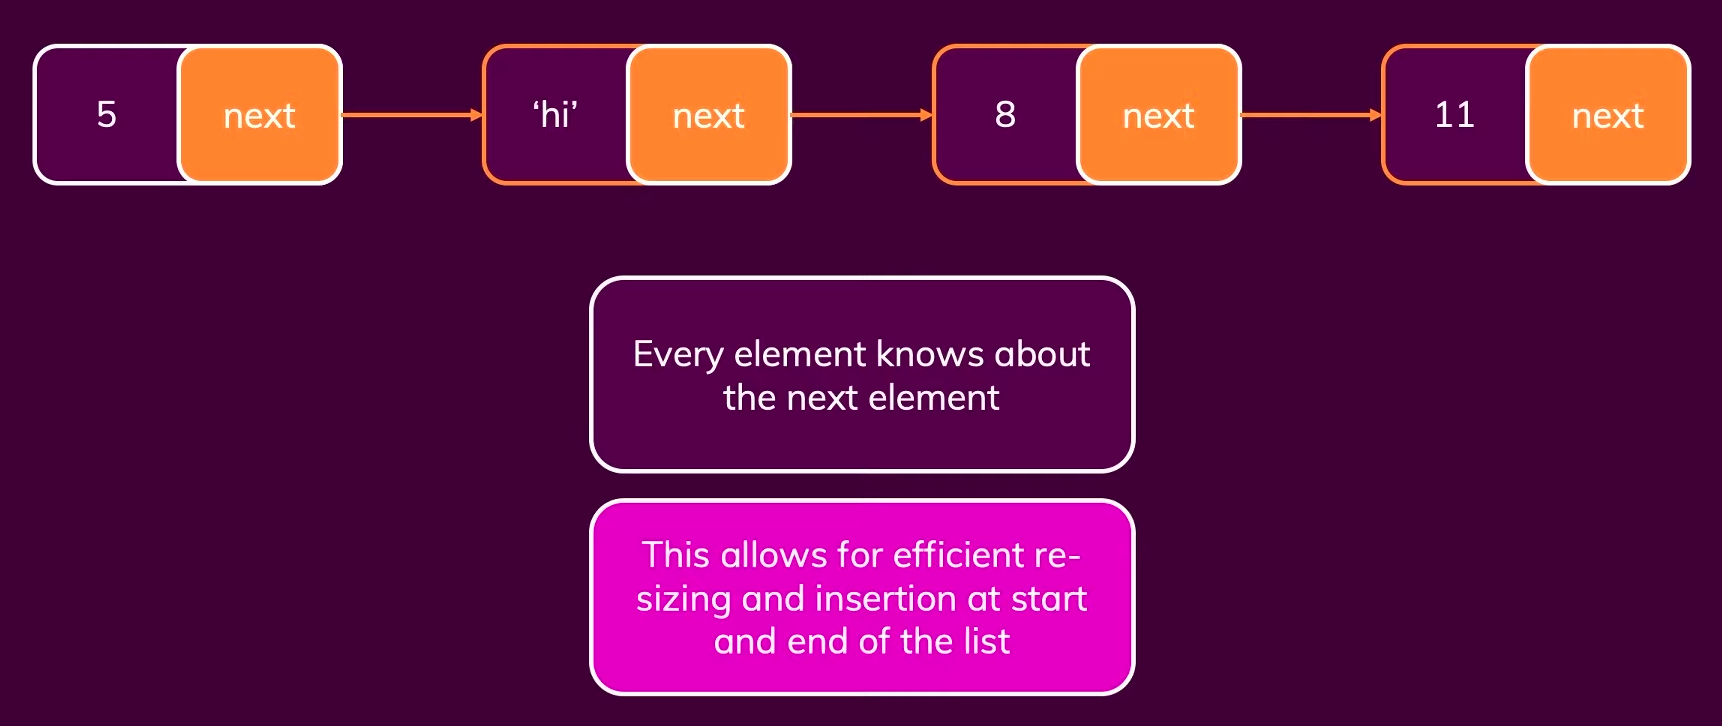 5 next ‘hi’ next 8 next 11 next
Every element knows about
the next element
This allows for efficient re-
sizing and insertion at start
and end of the list